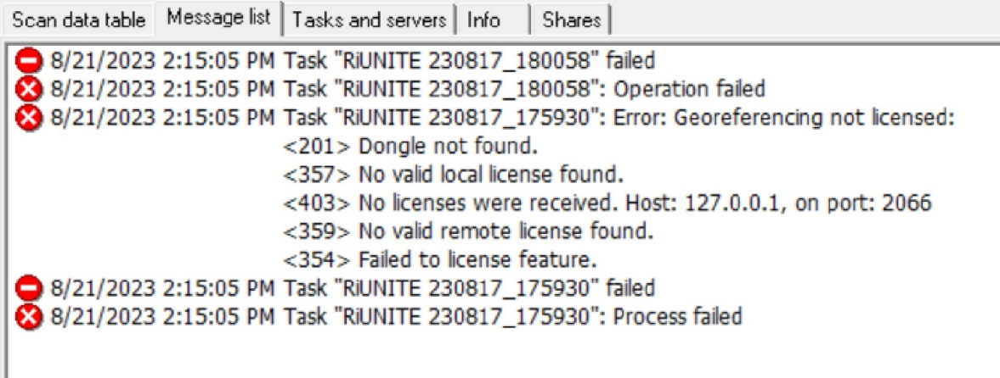 Scan data table Message list Tasks and servers Info Shares
8/21/2023 2:15:05 PM Task "RiUNITE 230817_180058" failed
8/21/2023 2:15:05 PM Task "RiUNITE 230817_180058": Operation failed
8/21/2023 2:15:05 PM Task "RiUNITE 230817_175930": Error: Georeferencing not licensed:
<201> Dongle not found.
<357> No valid local license found.
<403> No licenses were received. Host: 127.0.0.1, on port: 2066
<359> No valid remote license found.
<354> Failed to license feature.
8/21/2023 2:15:05 PM Task "RiUNITE 230817_175930" failed
8/21/2023 2:15:05 PM Task "RiUNITE 230817_175930": Process failed